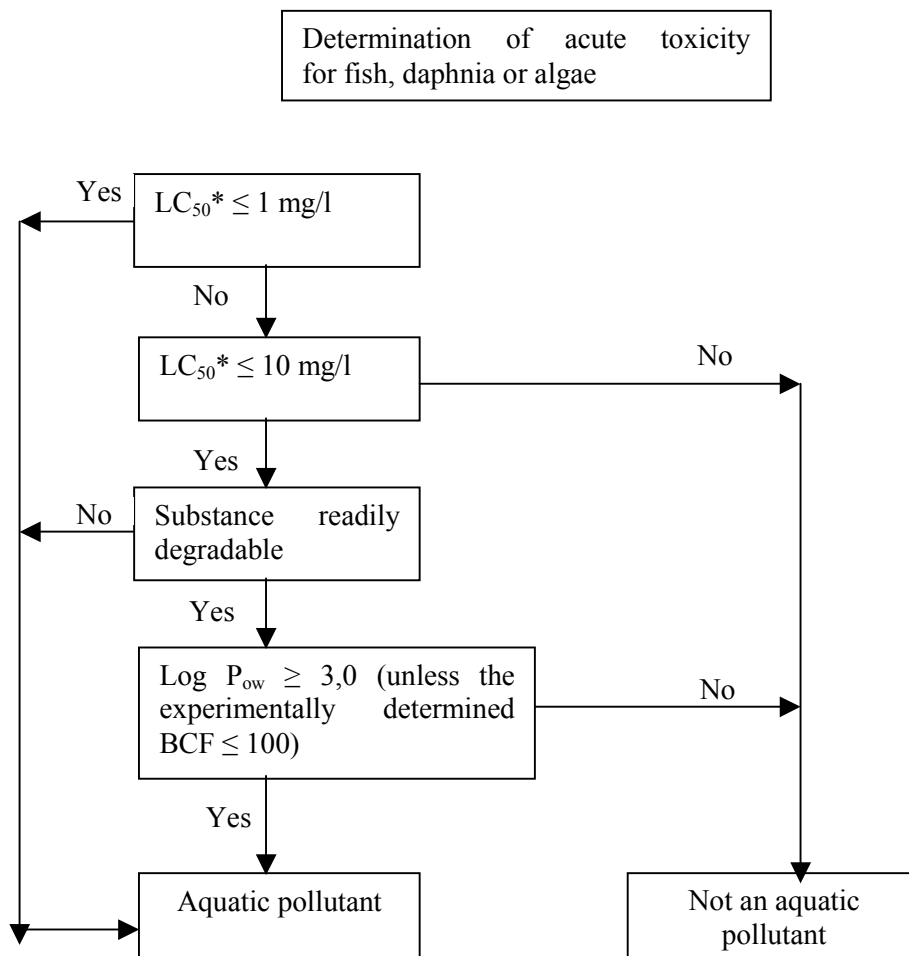 Determination of acute toxicity
for fish, daphnia or algae
Yes
LC50* ≤ 1 mg/l
No
LC50* ≤ 10 mg/l
No
Yes
No
Substance readily
degradable
Yes
Log Pow ≥ 3,0 (unless the
experimentally determined
BCF ≤ 100)
No
Yes
Aquatic pollutant
Not an aquatic
pollutant